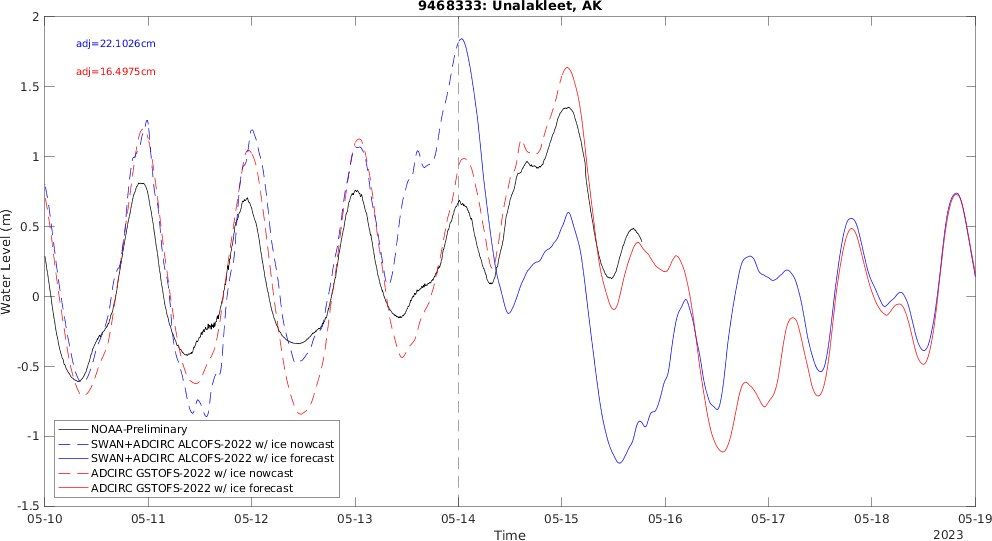 9468333: Unalakleet, AK
2
adj=22.1026cm
adj=16.4975cm
1.5
1
0.5
0
-0.5
-1
-1.5
Water Level (m)
NOAA-Preliminary
SWAN+ADCIRC ALCOFS-2022 w/ ice nowcast
SWAN+ADCIRC ALCOFS-2022 w/ ice forecast
ADCIRC GSTOFS-2022 w/ ice nowcast
ADCIRC GSTOFS-2022 w/ ice forecast
05-10 05-11 05-12 05-13 05-14 05-15 05-16 05-17 05-18 05-19
Time
2023